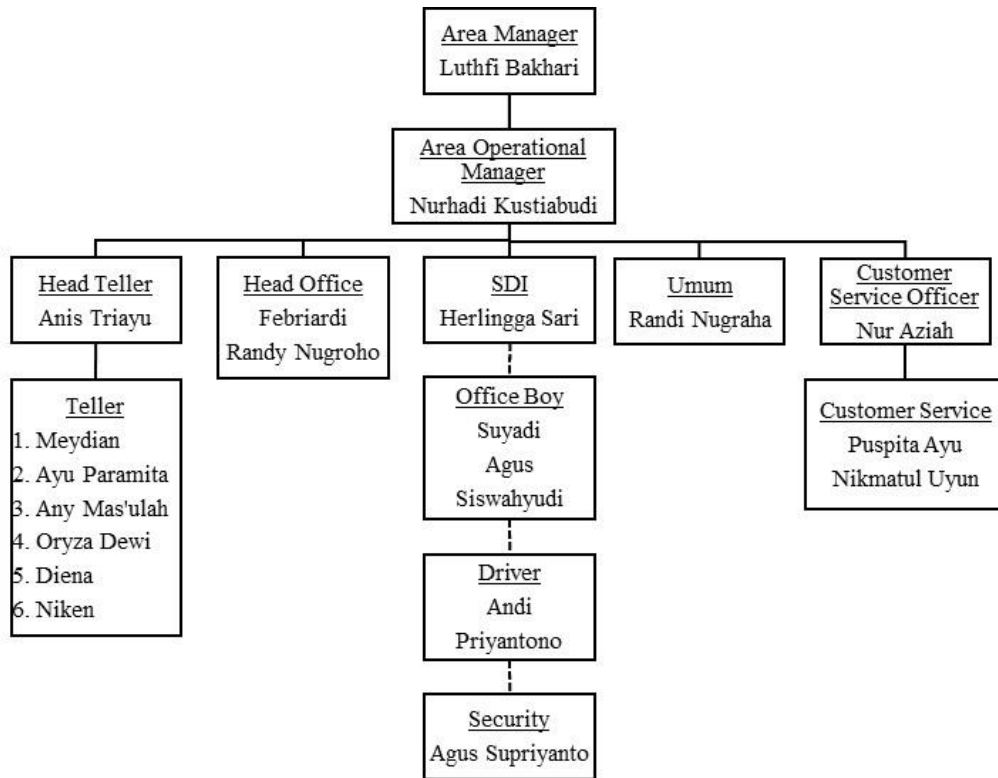 Area Manager
Luthfi Bakhari
Area Operational
Manager
Nurhadi Kustiabudi
Head Teller
Anis Triayu
Head Office
Febriardi
Randy Nugroho
SDI
Herlingga Sari
Umum
Randi Nugraha
Customer
Service Officer
Nur Aziah
Teller
1. Meydian
2. Ayu Paramita
3. Any Mas'ulah
4. Oryza Dewi
5. Diena
6. Niken
Office Boy
Suyadi
Agus
Siswahyudi
Customer Service
Puspita Ayu
Nikmatul Uyun
Driver
Andi
Priyantono
Security
Agus Supriyanto